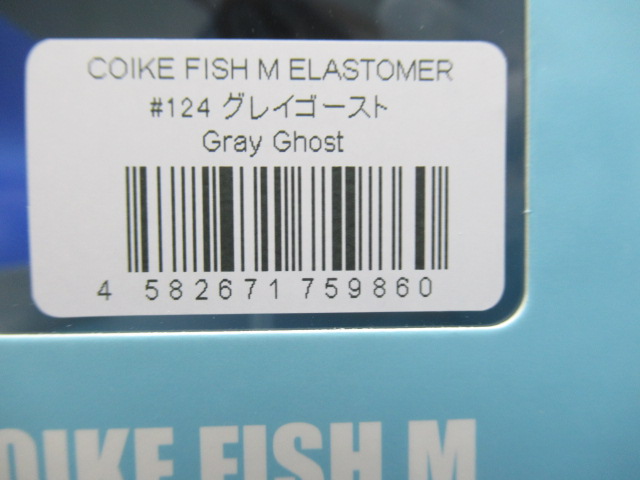 COIKE FISH M ELASTOMER
#124 グレイゴースト
Gray Ghost
4 582671 759860
OIKE FISH M